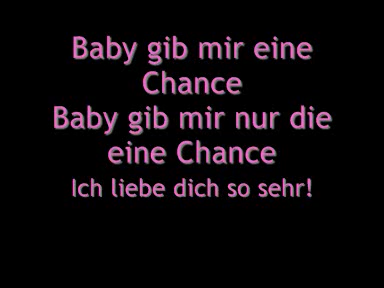 Baby gib mir eine
Chance
Baby gib mir nur die
eine Chance
Ich liebe dich so sehr!